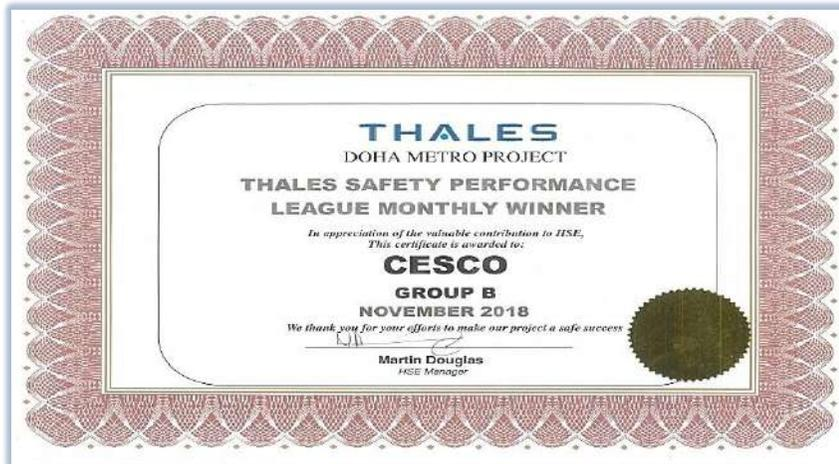 THALES
DOHA METRO PROJECT
THALES SAFETY PERFORMANCE
LEAGUE MONTHLY WINNER
In appreciation of the valuable contribution to HSE,
This certificate is awarded to:
CESCO
GROUP B
NOVEMBER 2018
We thank you for your efforts to make our project a safe success
Martin Douglas
HSE Manager